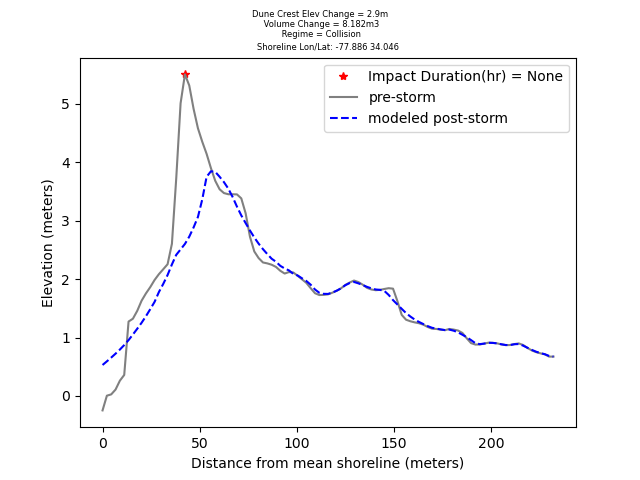 Dune Crest Elev Change = 2.9m
Volume Change = 8.182m3
Regime = Collision
Shoreline Lon/Lat: -77.886 34.046
Impact Duration(hr) = None
pre-storm
modeled post-storm
Elevation (meters)
5
4
3
2
1
0
0 50 100 150 200
Distance from mean shoreline (meters)